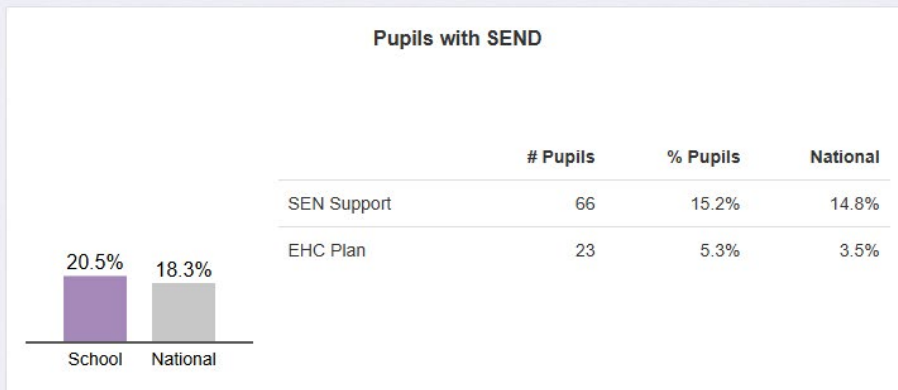 Pupils with SEND
# Pupils % Pupils National
SEN Support 66 15.2% 14.8%
EHC Plan 23 5.3% 3.5%
20.5% 18.3%
School National